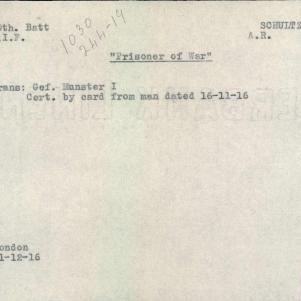 0th. Batt
SCHULTZ
I.F.
A.R.
1030
244-14
"Prisoner of War"
rans: Gef. Munster I
Cert. by card from man dated 16-11-16
ondon
1-12-16